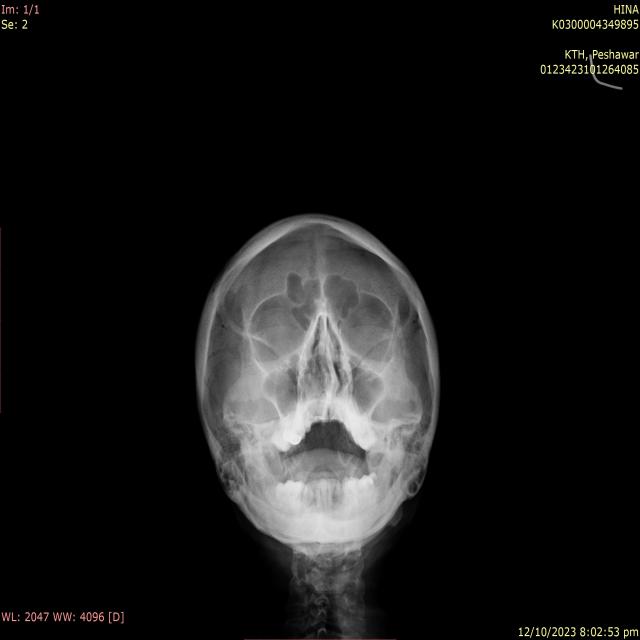 Im: 1/1
Se: 2
HINA
K0300004349895
KTH, Peshawar
0123423101264085
WL: 2047 WW: 4096 [D]
12/10/2023 8:02:53 pm